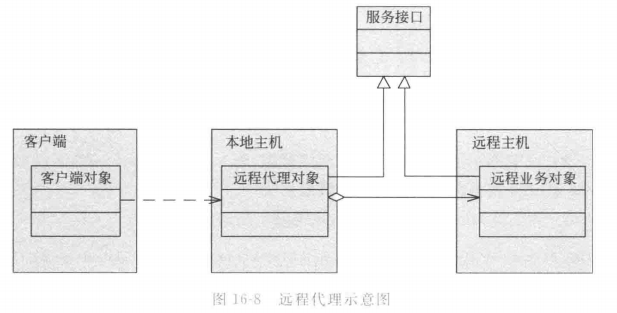 服务接口
客户端
本地主机
远程主机
客户端对象
远程代理对象
远程业务对象
图 16-8 远程代理示意图